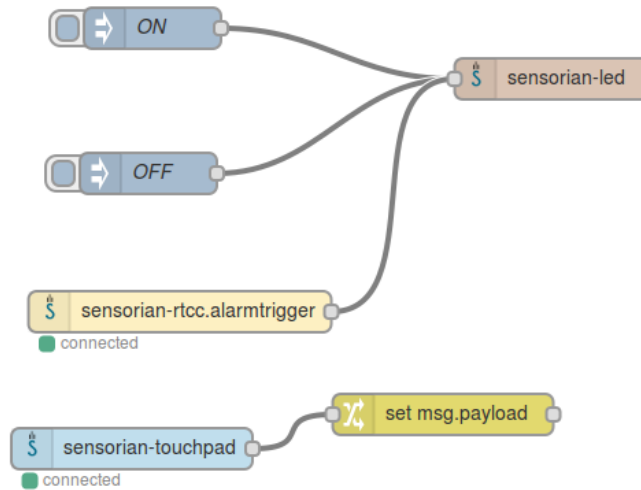 ON
sensorian-led
OFF
sensorian-rtcc.alarmtrigger
connected
set msg.payload
sensorian-touchpad
connected